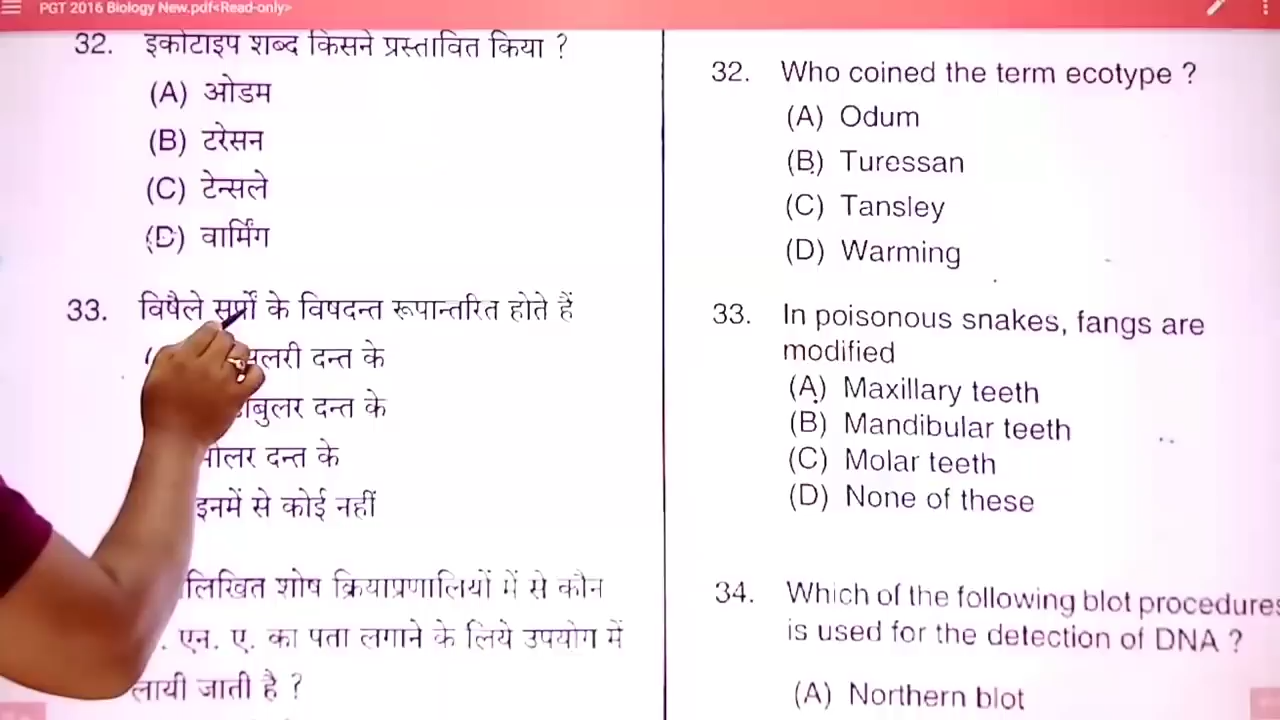 PGT 2016 Biology New.pdf<Read-only>
32. इकोटाइप शब्द किसने प्रस्तावित किया ?
(A) ओडम
(B) टरेसन
(C) टेन्सले
(D) वार्मिंग
33. विषैले सर्पों के विषदन्त रूपान्तरित होते हैं
दन्त के
दन्त के
दन्त के
इनमें से कोई नहीं
लिखित शोष क्रियाप्रणालियों में से कौन
. एन. ए. का पता लगाने के लिये उपयोग में
लायी जाती है ?
32. Who coined the term ecotype ?
(A) Odum
(B) Turessan
(C) Tansley
(D) Warming
33. In poisonous snakes, fangs are
modified
(A) Maxillary teeth
(B) Mandibular teeth
(C) Molar teeth
(D) None of these
34. Which of the following blot procedures
is used for the detection of DNA ?
(A) Northern blot